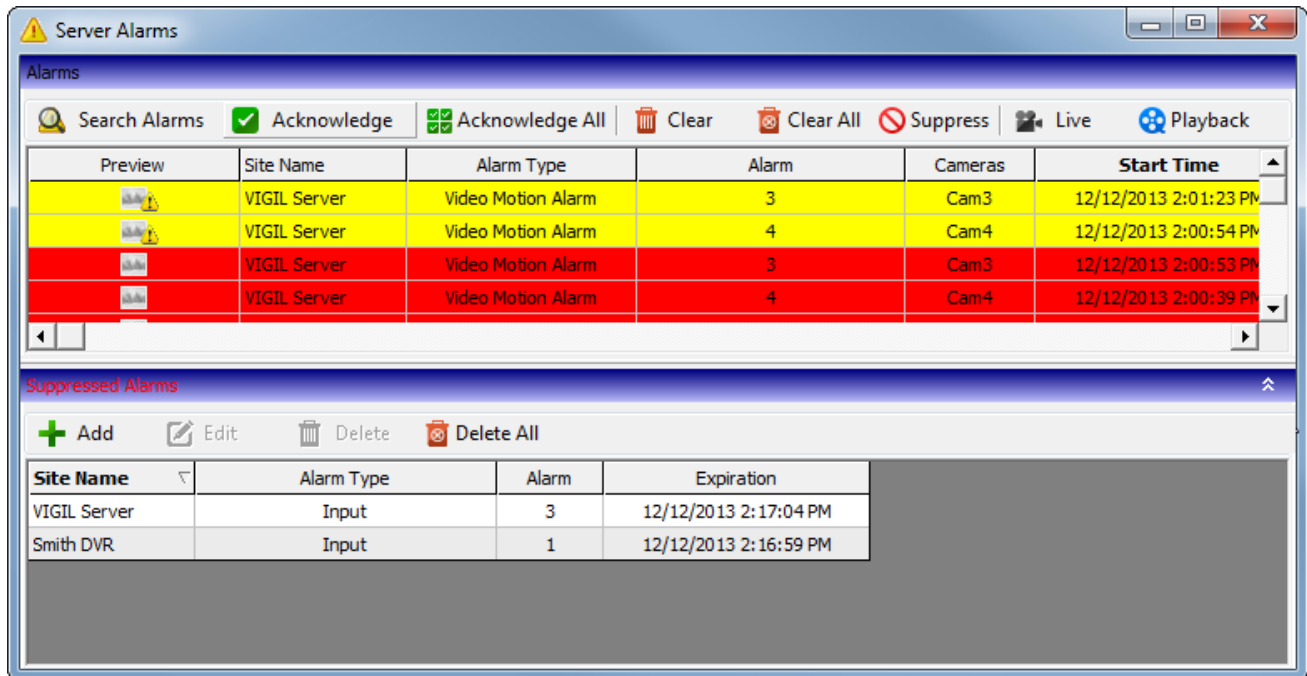 Server Alarms
Alarms
Search Alarms Acknowledge Acknowledge All Clear Clear All Suppress Live Playback
Preview Site Name Alarm Type Alarm Cameras Start Time
VIGIL Server Video Motion Alarm 3 Cam3 12/12/2013 2:01:23 PM
VIGIL Server Video Motion Alarm 4 Cam4 12/12/2013 2:00:54 PM
VIGIL Server Video Motion Alarm 3 Cam3 12/12/2013 2:00:53 PM
VIGIL Server Video Motion Alarm 4 Cam4 12/12/2013 2:00:39 PM
Suppressed Alarms
Add Edit Delete Delete All
Site Name Alarm Type Alarm Expiration
VIGIL Server Input 3 12/12/2013 2:17:04 PM
Smith DVR Input 1 12/12/2013 2:16:59 PM